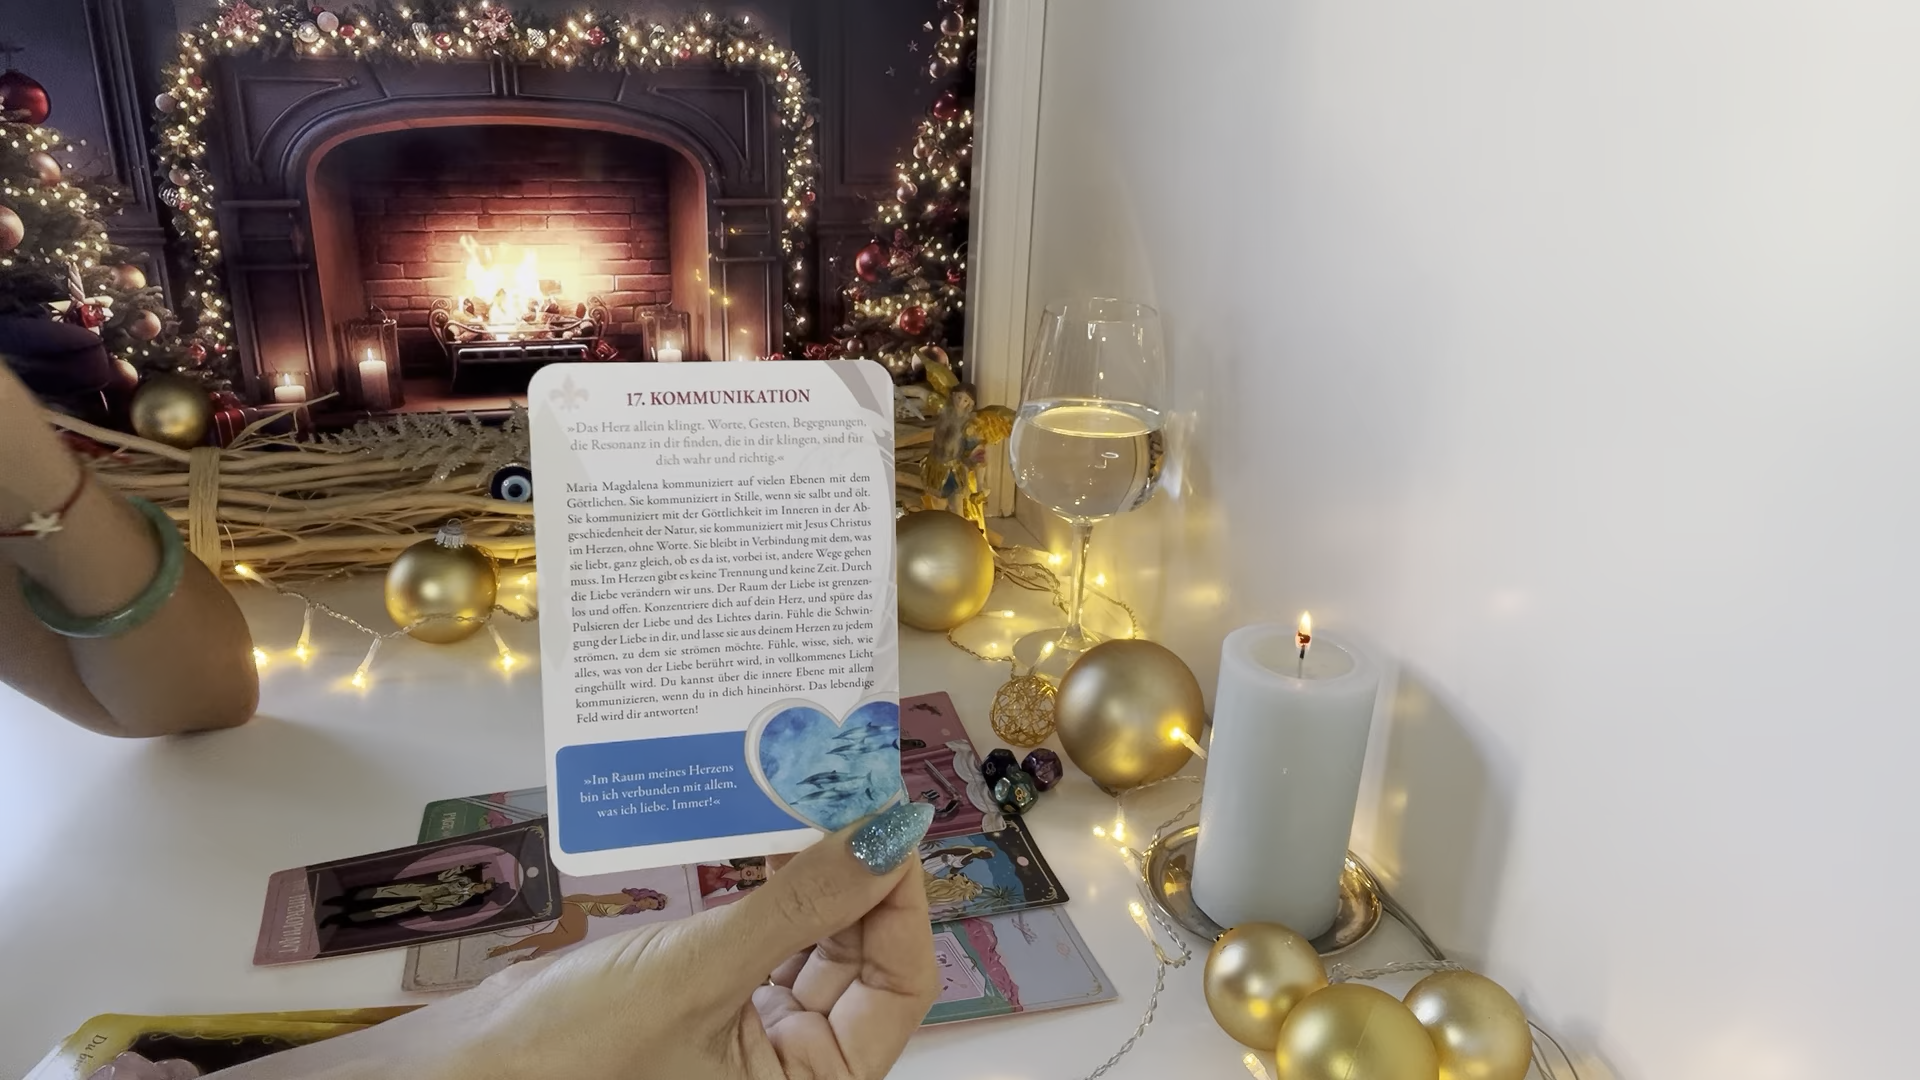 17. KOMMUNIKATION
»Das Herz allein klingt. Worte, Gesten, Begegnungen,
die Resonanz in dir finden, die in dir klingen, sind für
dich wahr und richtig.«
Maria Magdalena kommuniziert auf vielen Ebenen mit dem
Göttlichen. Sie kommuniziert in Stille, wenn sie salbt und ölt.
Sie kommuniziert mit der Göttlichkeit im Inneren in der Ab-
geschiedenheit der Natur, sie kommuniziert mit Jesus Christus
im Herzen, ohne Worte. Sie bleibt in Verbindung mit dem, was
sie liebt, ganz gleich, ob es da ist, vorbei ist, andere Wege gehen
muss. Im Herzen gibt es keine Trennung und keine Zeit. Durch
die Liebe verändern wir uns. Der Raum der Liebe ist grenzen-
los und offen. Konzentriere dich auf dein Herz, und spüre das
Pulsieren der Liebe und des Lichtes darin. Fühle die Schwin-
gung der Liebe in dir, und lasse sie aus deinem Herzen zu jedem
strömen, zu dem sie strömen möchte. Fühle, wisse, sieh, wie
alles, was von der Liebe berührt wird, in vollkommenes Licht
eingehüllt wird. Du kannst über die innere Ebene mit allem
kommunizieren, wenn du in dich hineinhörst. Das lebendige
Feld wird dir antworten!
»Im Raum meines Herzens
bin ich verbunden mit allem,
was ich liebe. Immer!«
HIEROPHANT
PAGE
Du